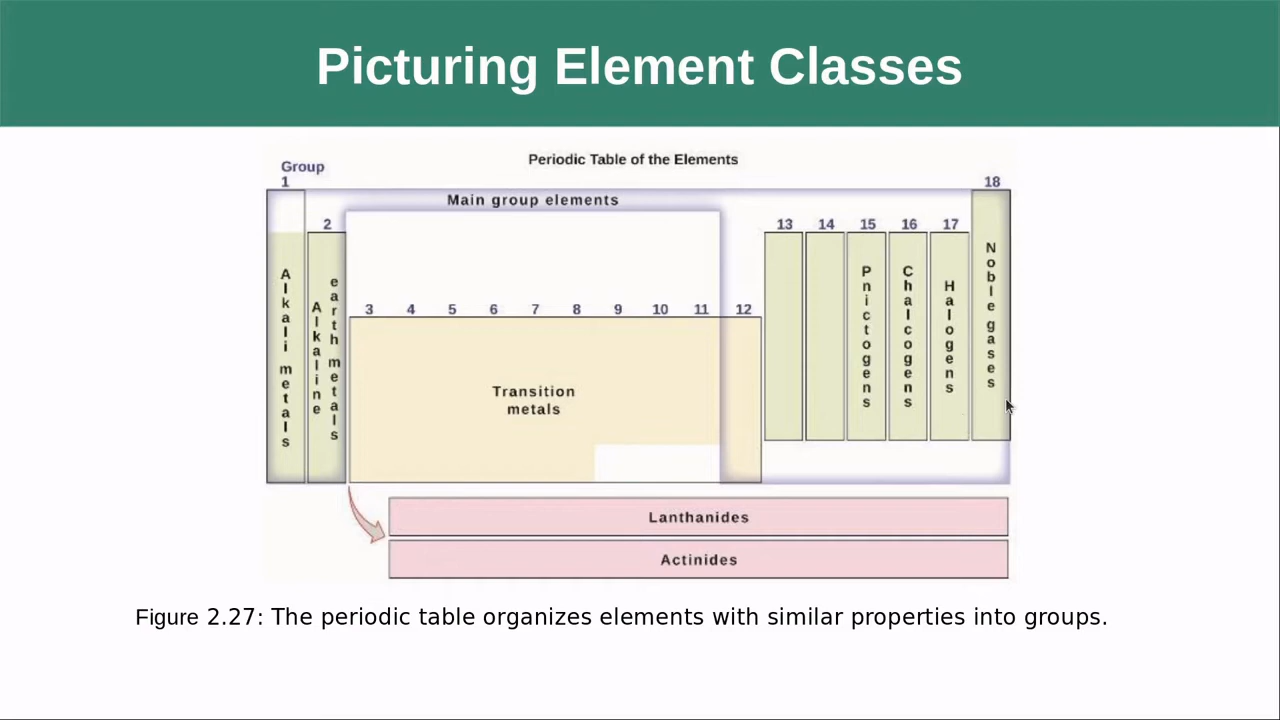 Picturing Element Classes
Periodic Table of the Elements
Group
1
18
Main group elements
2
13 14 15 16 17
3 4 5 6 7 8 9 10 11 12
Alkali metals
Alkaline
earth metals
Transition
metals
Pnictogens
Chalcogens
Halogens
Noble gases
Lanthanides
Actinides
Figure 2.27: The periodic table organizes elements with similar properties into groups.